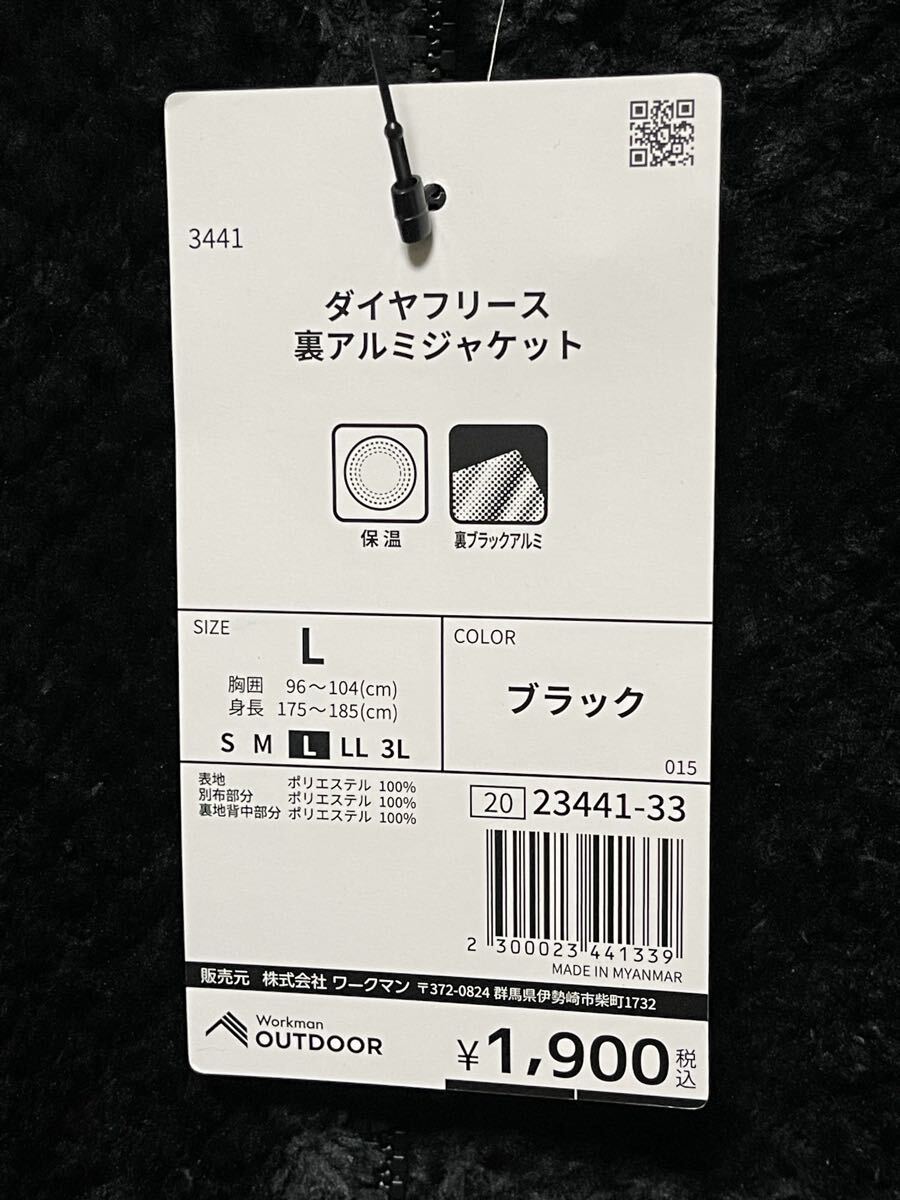 3441
ダイヤフリース
裏アルミジャケット
保温
裏ブラックアルミ
SIZE
L
胸囲 96～104(cm)
身長 175～185(cm)
S M L LL 3L
COLOR
ブラック
015
表地 ポリエステル 100%
別布部分 ポリエステル 100%
裏地背中部分 ポリエステル 100%
20 23441-33
2 300023 441339
MADE IN MYANMAR
販売元 株式会社 ワークマン 〒372-0824 群馬県伊勢崎市柴町1732
Workman
OUTDOOR
¥1,900税込